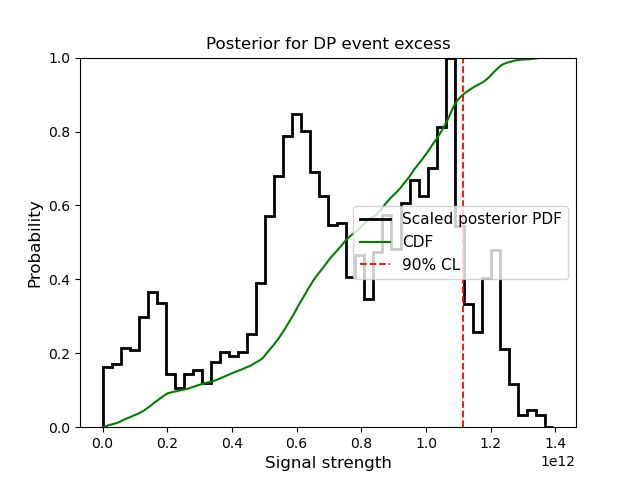 Posterior for DP event excess
1.0
0.8
0.6
0.4
0.2
0.0
Probability
Scaled posterior PDF
CDF
90% CL
0.0 0.2 0.4 0.6 0.8 1.0 1.2 1.4
1e12
Signal strength